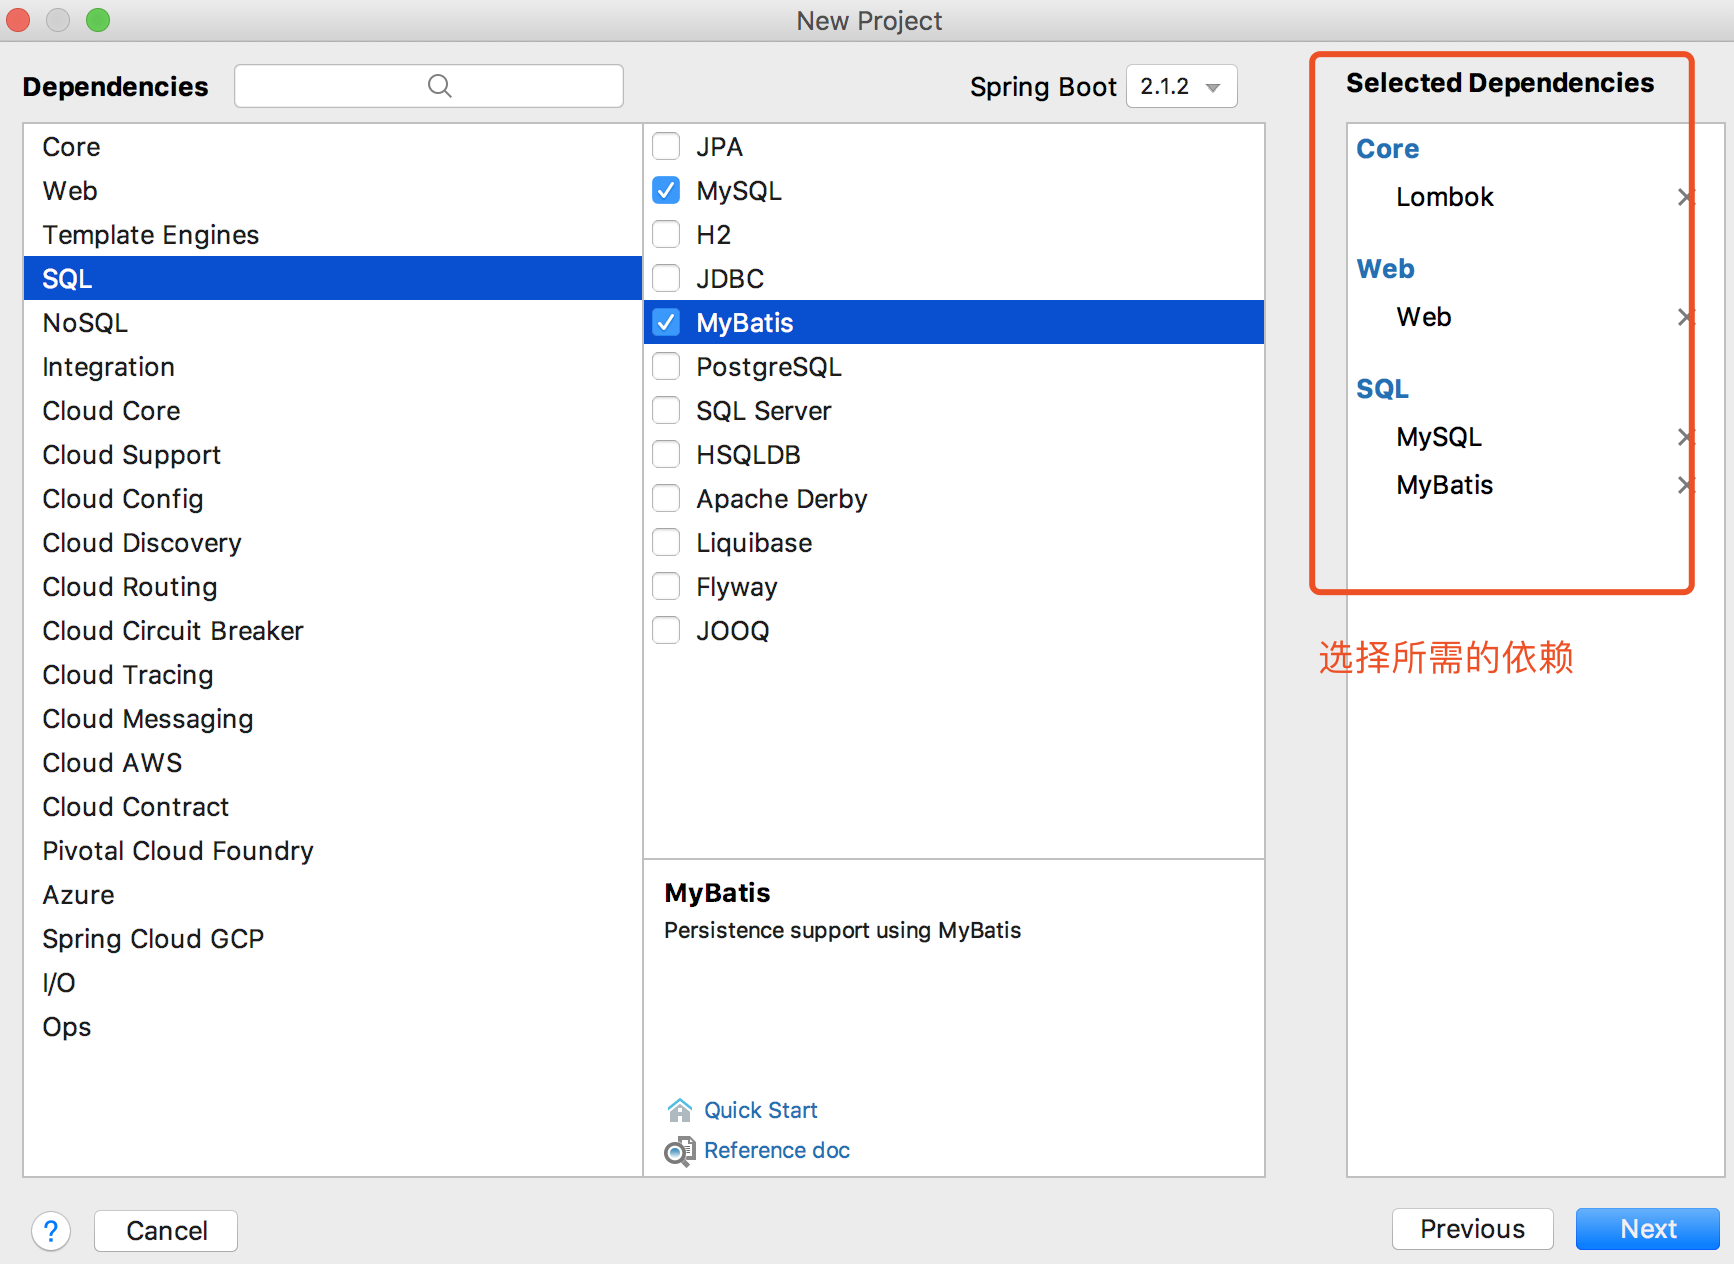 New Project
Dependencies
Spring Boot 2.1.2
Core
Web
Template Engines
SQL
NoSQL
Integration
Cloud Core
Cloud Support
Cloud Config
Cloud Discovery
Cloud Routing
Cloud Circuit Breaker
Cloud Tracing
Cloud Messaging
Cloud AWS
Cloud Contract
Pivotal Cloud Foundry
Azure
Spring Cloud GCP
I/O
Ops
JPA
MySQL
H2
JDBC
MyBatis
PostgreSQL
SQL Server
HSQLDB
Apache Derby
Liquibase
Flyway
JOOQ
MyBatis
Persistence support using MyBatis
Quick Start
Reference doc
Selected Dependencies
Core
Lombok
Web
Web
SQL
MySQL
MyBatis
选择所需的依赖
?
Cancel
Previous
Next